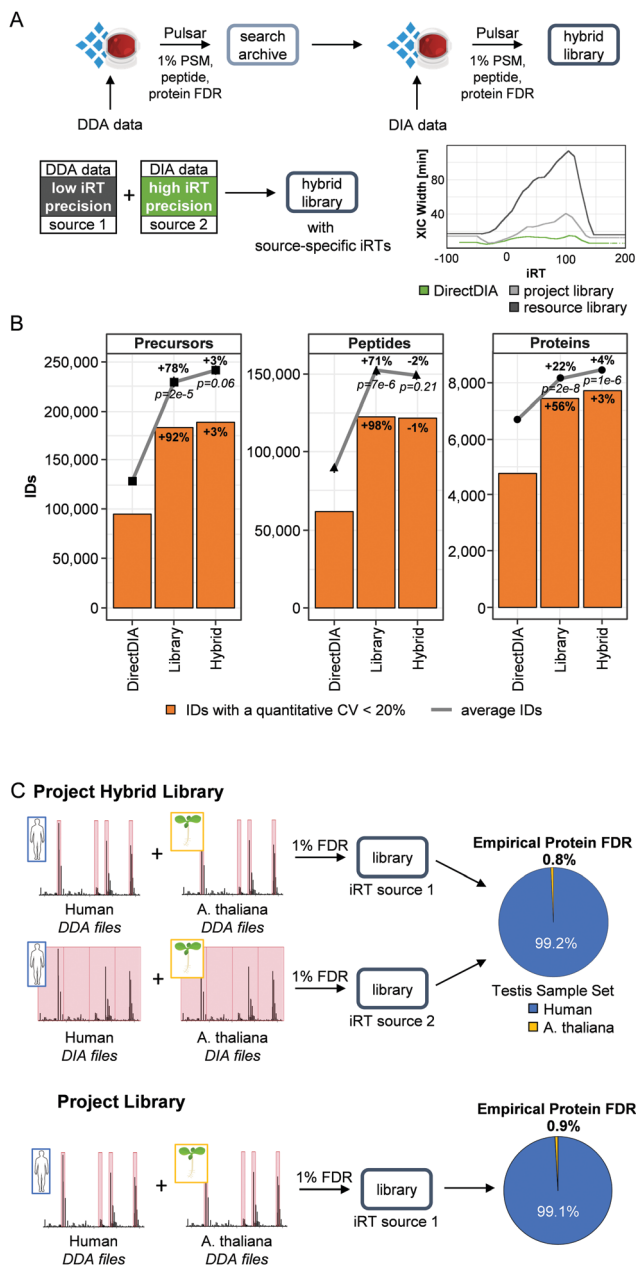 A
Pulsar
1% PSM,
peptide,
protein FDR
search
archive
Pulsar
1% PSM,
peptide,
protein FDR
hybrid
library
DDA data
DIA data
DDA data
low iRT
precision
source 1
+
DIA data
high iRT
precision
source 2
hybrid
library
with
source-specific iRTs
XIC Width [min]
80
40
-100
0
100
200
iRT
DirectDIA
project library
resource library
B
Precursors
Peptides
Proteins
IDs
250,000
200,000
150,000
100,000
50,000
0
+78%
p=2e-5
+92%
+3%
p=0.06
+3%
DirectDIA
Library
Hybrid
150,000
100,000
50,000
0
+71%
p=7e-6
+98%
-2%
p=0.21
-1%
DirectDIA
Library
Hybrid
8,000
6,000
4,000
2,000
0
+22%
p=2e-8
+56%
+4%
p=1e-6
+3%
DirectDIA
Library
Hybrid
IDs with a quantitative CV < 20%
average IDs
C
Project Hybrid Library
+
1% FDR
library
iRT source 1
Human
DDA files
A. thaliana
DDA files
+
1% FDR
library
iRT source 2
Human
DIA files
A. thaliana
DIA files
Empirical Protein FDR
0.8%
99.2%
Testis Sample Set
Human
A. thaliana
Project Library
+
1% FDR
library
iRT source 1
Human
DDA files
A. thaliana
DDA files
Empirical Protein FDR
0.9%
99.1%